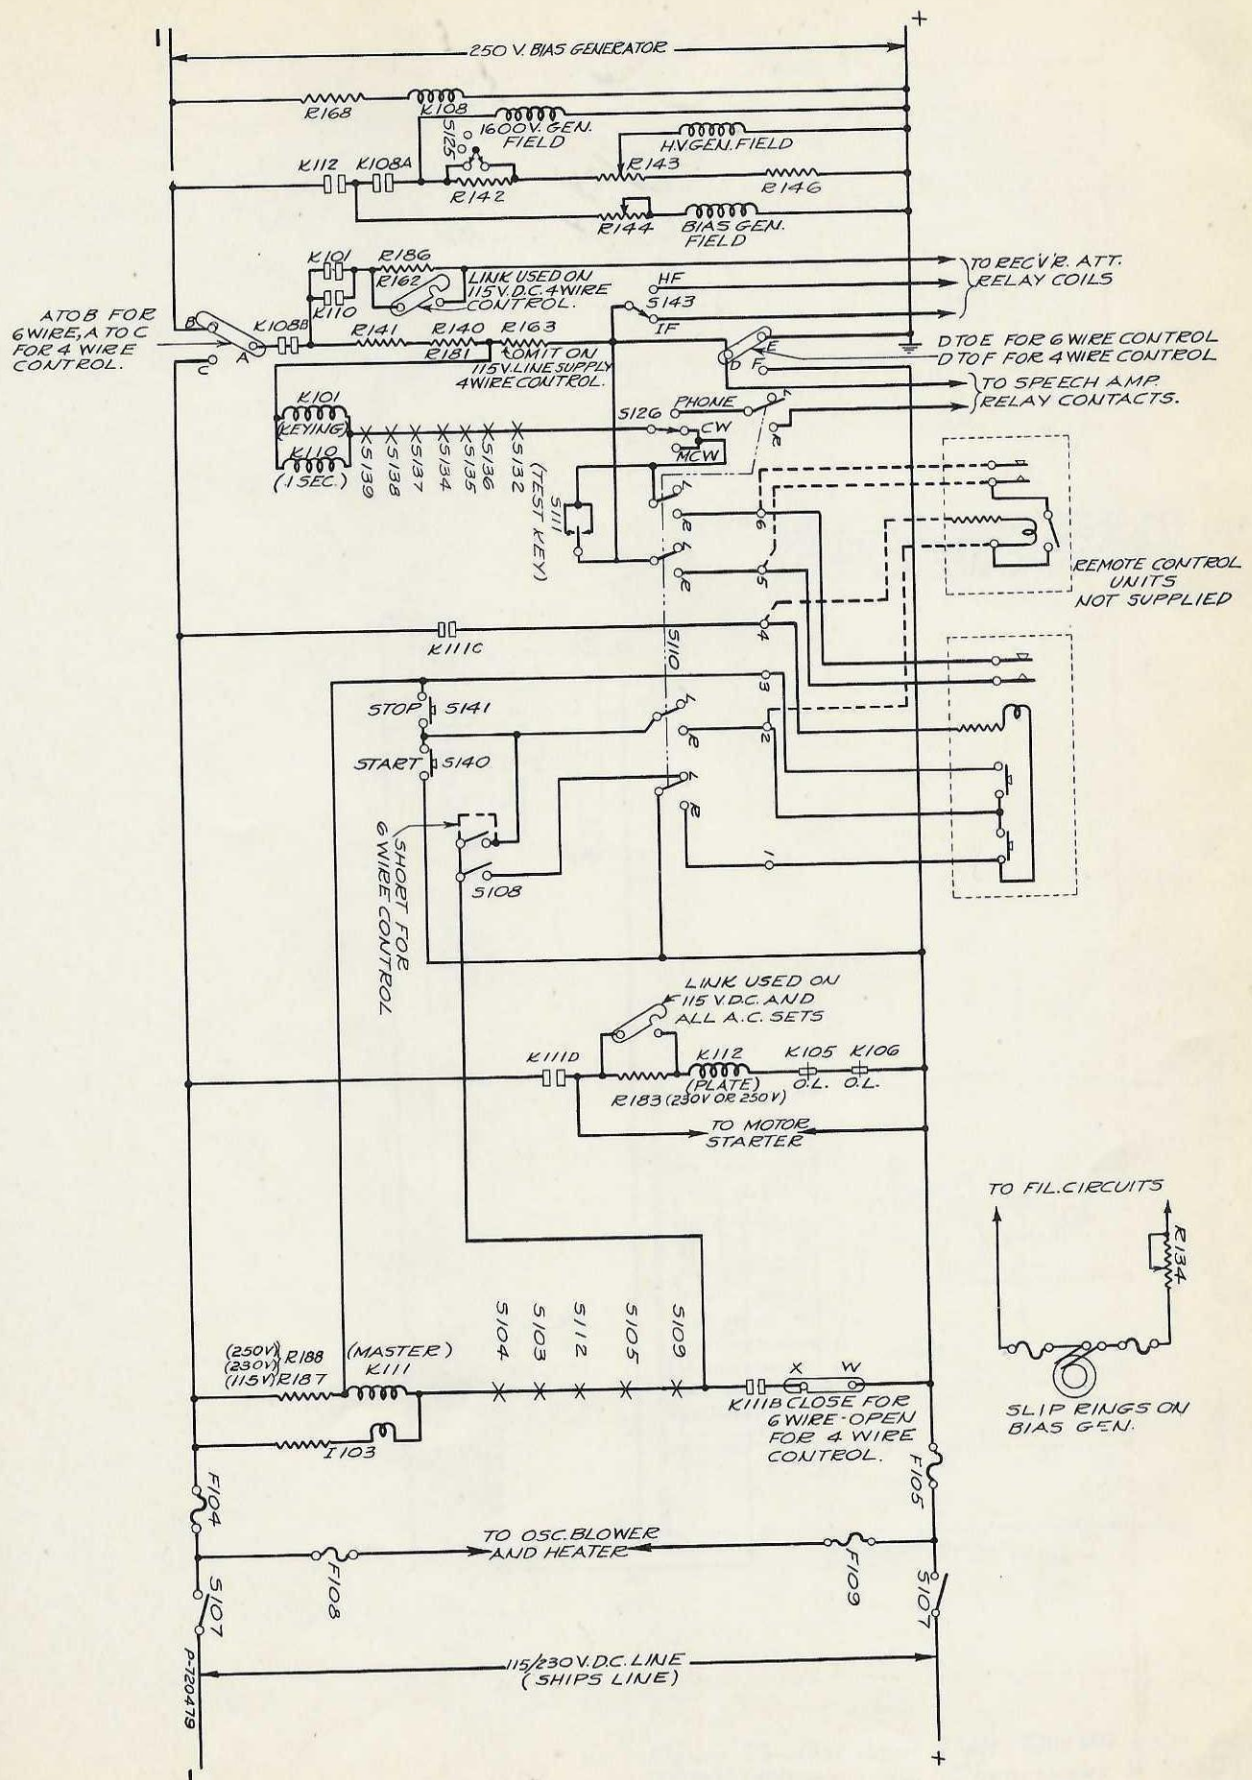 +
250 V. BIAS GENERATOR
R168
K108
1600V. GEN.
FIELD
S125
H.V. GEN. FIELD
K112
K108A
R142
R143
R146
R144
BIAS GEN.
FIELD
K101
R186
R162
K110
LINK USED ON
115V. D.C. 4 WIRE
CONTROL.
HF
S143
IF
TO RECV'R. ATT.
RELAY COILS
A TO B FOR
6 WIRE, A TO C
FOR 4 WIRE
CONTROL.
B
A
C
K108B
R141
R140
R181
R163
OMIT ON
115V. LINE SUPPLY
4 WIRE CONTROL.
D
E
F
D TO E FOR 6 WIRE CONTROL
D TO F FOR 4 WIRE CONTROL
TO SPEECH AMP.
RELAY CONTACTS.
K101
(KEYING)
K110
(.1 SEC.)
S139
S138
S137
S134
S135
S136
S132
S126
PHONE
CW
MCW
L
R
(TEST KEY)
S111
L
R
L
R
6
5
4
3
2
1
REMOTE CONTROL
UNITS
NOT SUPPLIED
K111C
S110
STOP
S141
START
S140
L
R
L
R
SHORT FOR
6 WIRE CONTROL
S108
LINK USED ON
115 V.D.C. AND
ALL A.C. SETS
K111D
K112
(PLATE)
R183 (230V OR 250V)
K105
O.L.
K106
O.L.
TO MOTOR
STARTER
TO FIL. CIRCUITS
R134
SLIP RINGS ON
BIAS GEN.
S104
S103
S112
S105
S109
(250V)
(230V) R188
(115V) R187
(MASTER)
K111
I103
X
W
K111B CLOSE FOR
6 WIRE-OPEN
FOR 4 WIRE
CONTROL.
F104
F105
TO OSC. BLOWER
AND HEATER
F108
F109
S107
S107
P-720479
115/230 V. D.C. LINE
(SHIPS LINE)
+